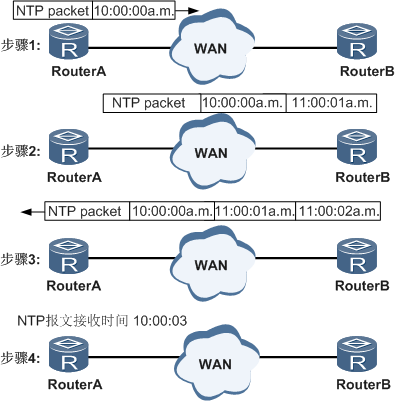 NTP packet 10:00:00a.m.
步骤1: R WAN R
RouterA RouterB
NTP packet 10:00:00a.m. 11:00:01a.m.
步骤2: R WAN R
RouterA RouterB
NTP packet 10:00:00a.m. 11:00:01a.m. 11:00:02a.m.
步骤3: R WAN R
RouterA RouterB
NTP报文接收时间 10:00:03
步骤4: R WAN R
RouterA RouterB